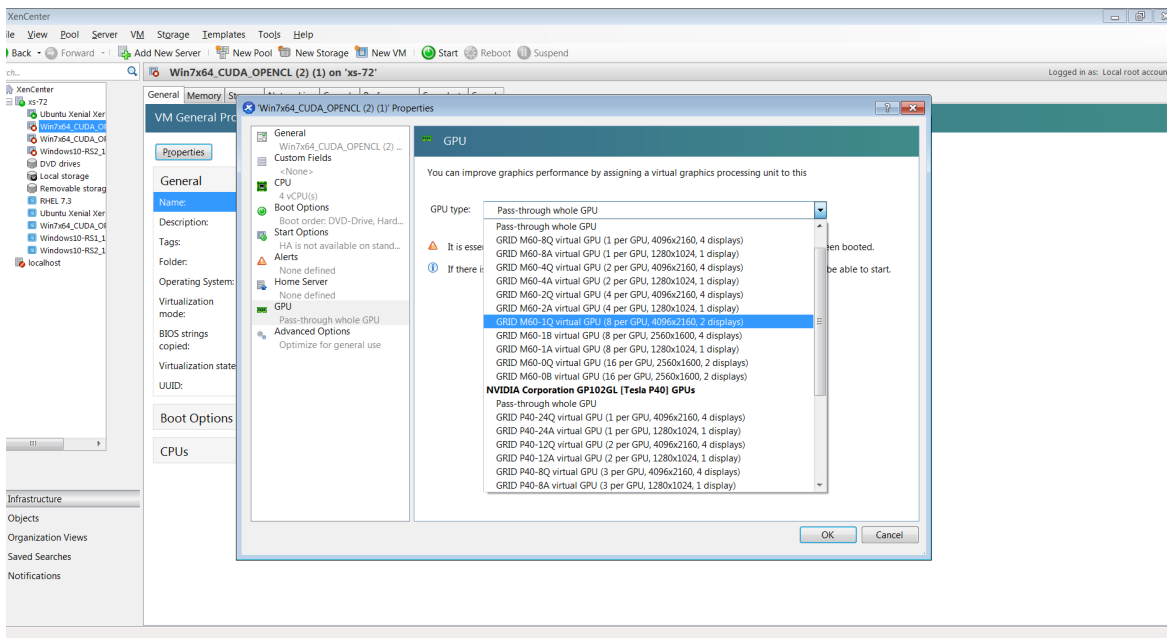 XenCenter
ile View Pool Server VM Storage Templates Tools Help
Back Forward Add New Server New Pool New Storage New VM Start Reboot Suspend
Win7x64_CUDA_OPENCL (2) (1) on 'xs-72'
Logged in as: Local root accoun
XenCenter
xs-72
Ubuntu Xenial Xer
Win7x64_CUDA_OF
Win7x64_CUDA_OF
Windows10-RS2_1
DVD drives
Local storage
Removable storag
RHEL 7.3
Ubuntu Xenial Xer
Win7x64_CUDA_OF
Windows10-RS1_1
Windows10-RS2_1
localhost
Infrastructure
Objects
Organization Views
Saved Searches
Notifications
General Memory
VM General Pro
Properties
General
Name:
Description:
Tags:
Folder:
Operating System:
Virtualization
mode:
BIOS strings
copied:
Virtualization state
UUID:
Boot Options
CPUs
'Win7x64_CUDA_OPENCL (2) (1)' Properties
General
Win7x64_CUDA_OPENCL (2) ...
Custom Fields
<None>
CPU
4 vCPU(s)
Boot Options
Boot order: DVD-Drive, Hard...
Start Options
HA is not available on stand...
Alerts
None defined
Home Server
None defined
GPU
Pass-through whole GPU
Advanced Options
Optimize for general use
GPU
You can improve graphics performance by assigning a virtual graphics processing unit to this
GPU type: Pass-through whole GPU
It is esser
een booted.
If there i
be able to start.
Pass-through whole GPU
GRID M60-8Q virtual GPU (1 per GPU, 4096x2160, 4 displays)
GRID M60-8A virtual GPU (1 per GPU, 1280x1024, 1 display)
GRID M60-4Q virtual GPU (2 per GPU, 4096x2160, 4 displays)
GRID M60-4A virtual GPU (2 per GPU, 1280x1024, 1 display)
GRID M60-2Q virtual GPU (4 per GPU, 4096x2160, 4 displays)
GRID M60-2A virtual GPU (4 per GPU, 1280x1024, 1 display)
GRID M60-1Q virtual GPU (8 per GPU, 4096x2160, 2 displays)
GRID M60-1B virtual GPU (8 per GPU, 2560x1600, 4 displays)
GRID M60-1A virtual GPU (8 per GPU, 1280x1024, 1 display)
GRID M60-0Q virtual GPU (16 per GPU, 2560x1600, 2 displays)
GRID M60-0B virtual GPU (16 per GPU, 2560x1600, 2 displays)
NVIDIA Corporation GP102GL [Tesla P40] GPUs
Pass-through whole GPU
GRID P40-24Q virtual GPU (1 per GPU, 4096x2160, 4 displays)
GRID P40-24A virtual GPU (1 per GPU, 1280x1024, 1 display)
GRID P40-12Q virtual GPU (2 per GPU, 4096x2160, 4 displays)
GRID P40-12A virtual GPU (2 per GPU, 1280x1024, 1 display)
GRID P40-8Q virtual GPU (3 per GPU, 4096x2160, 4 displays)
GRID P40-8A virtual GPU (3 per GPU, 1280x1024, 1 display)
OK Cancel